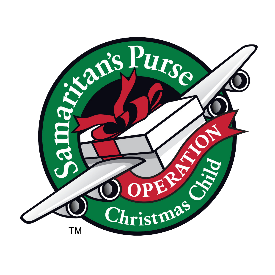 Samaritan's Purse
OPERATION
Christmas Child
TM